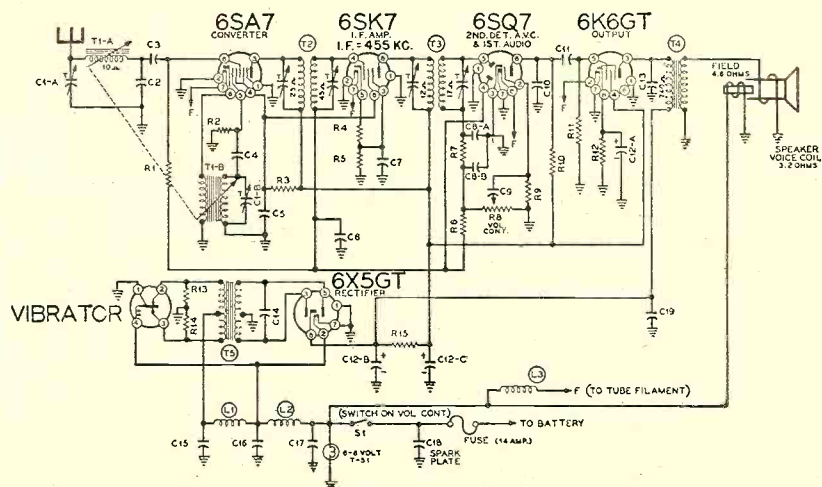 6SA7
CONVERTER
6SK7
I.F. AMP.
I.F. = 455 KC.
6SQ7
2ND. DET., A.V.C.
& 1ST. AUDIO
6K6GT
OUTPUT
T1-A
C3
C1-A
C2
T2
T3
T4
C10
C11
C13
FIELD
4.6 OHMS
SPEAKER
VOICE COIL
3.2 OHMS
F
R2
C4
T1-B
C1-B
R1
R3
C5
R4
R5
C7
C6
C8-A
C8-B
R7
R6
C9
R8
VOL.
CONT.
R9
R10
R11
R12
C12-A
VIBRATOR
R13
R14
T5
C14
6X5GT
RECTIFIER
R15
C12-B
C12-C
C19
L3
F (TO TUBE FILAMENT)
L1
L2
(SWITCH ON VOL CONT.)
S1
TO BATTERY
FUSE (14 AMP.)
C15
C16
C17
6-8 VOLT
T-51
C18
SPARK
PLATE